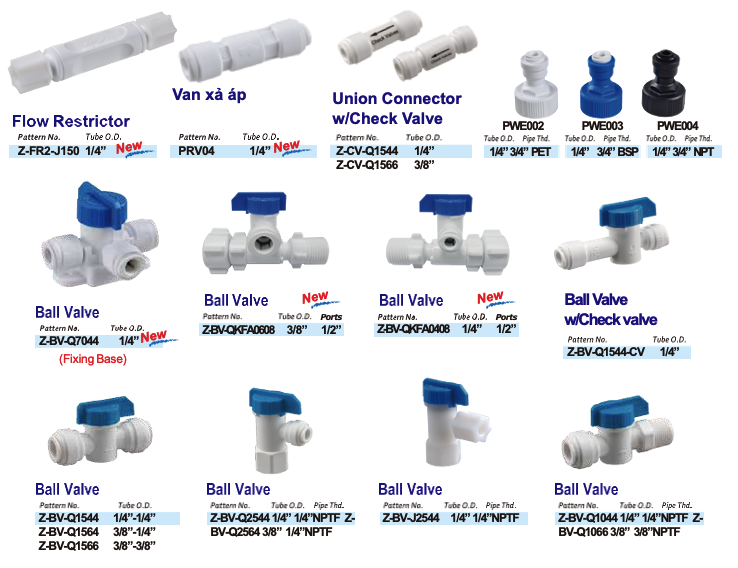 Flow Restrictor
Pattern No. Tube O.D.
Z-FR2-J150 1/4” New
Van xả áp
Pattern No. Tube O.D.
PRV04 1/4” New
Check Valve
Union Connector
w/Check Valve
Pattern No. Tube O.D.
Z-CV-Q1544 1/4”
Z-CV-Q1566 3/8”
PWE002
Tube O.D. Pipe Thd.
1/4” 3/4” PET
PWE003
Tube O.D. Pipe Thd.
1/4” 3/4” BSP
PWE004
Tube O.D. Pipe Thd.
1/4” 3/4” NPT
Ball Valve
Pattern No. Tube O.D.
Z-BV-Q7044 1/4” New
(Fixing Base)
Ball Valve New
Pattern No. Tube O.D. Ports
Z-BV-QKFA0608 3/8” 1/2”
Ball Valve New
Pattern No. Tube O.D. Ports
Z-BV-QKFA0408 1/4” 1/2”
Ball Valve
w/Check valve
Pattern No. Tube O.D.
Z-BV-Q1544-CV 1/4”
Ball Valve
Pattern No. Tube O.D.
Z-BV-Q1544 1/4”-1/4”
Z-BV-Q1564 3/8”-1/4”
Z-BV-Q1566 3/8”-3/8”
Ball Valve
Pattern No. Tube O.D. Pipe Thd.
Z-BV-Q2544 1/4” 1/4”NPTF Z-
BV-Q2564 3/8” 1/4”NPTF
Ball Valve
Pattern No. Tube O.D. Pipe Thd.
Z-BV-J2544 1/4” 1/4”NPTF
Ball Valve
Pattern No. Tube O.D. Pipe Thd.
Z-BV-Q1044 1/4” 1/4”NPTF Z-
BV-Q1066 3/8” 3/8”NPTF